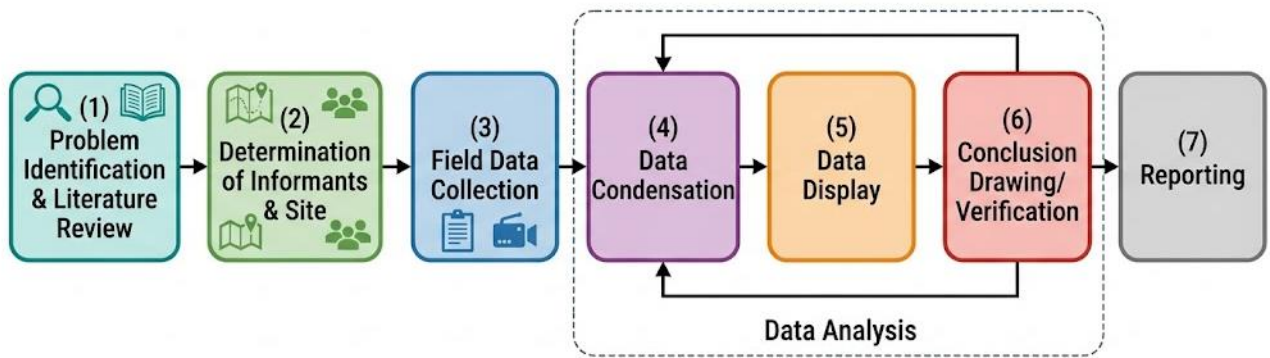 (1)
Problem
Identification
& Literature
Review
(2)
Determination
of Informants
& Site
(3)
Field Data
Collection
(4)
Data
Condensation
(5)
Data
Display
(6)
Conclusion
Drawing/
Verification
(7)
Reporting
Data Analysis